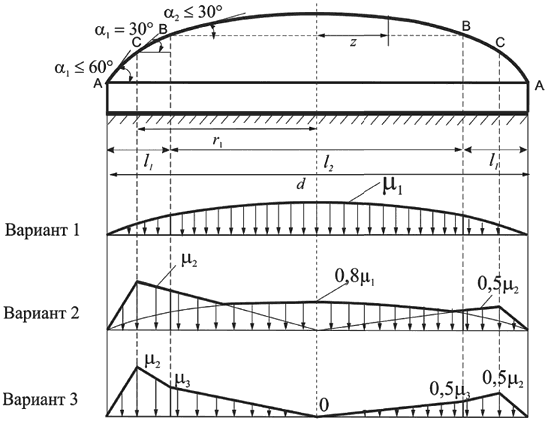 α₂ ≤ 30°
α₁ = 30°
B
B
C
C
z
α₁ ≤ 60°
A
A
r₁
l₁
l₂
l₁
d
μ₁
Вариант 1
μ₂
0,8μ₁
0,5μ₂
Вариант 2
μ₂
μ₃
0
0,5μ₃
0,5μ₂
Вариант 3